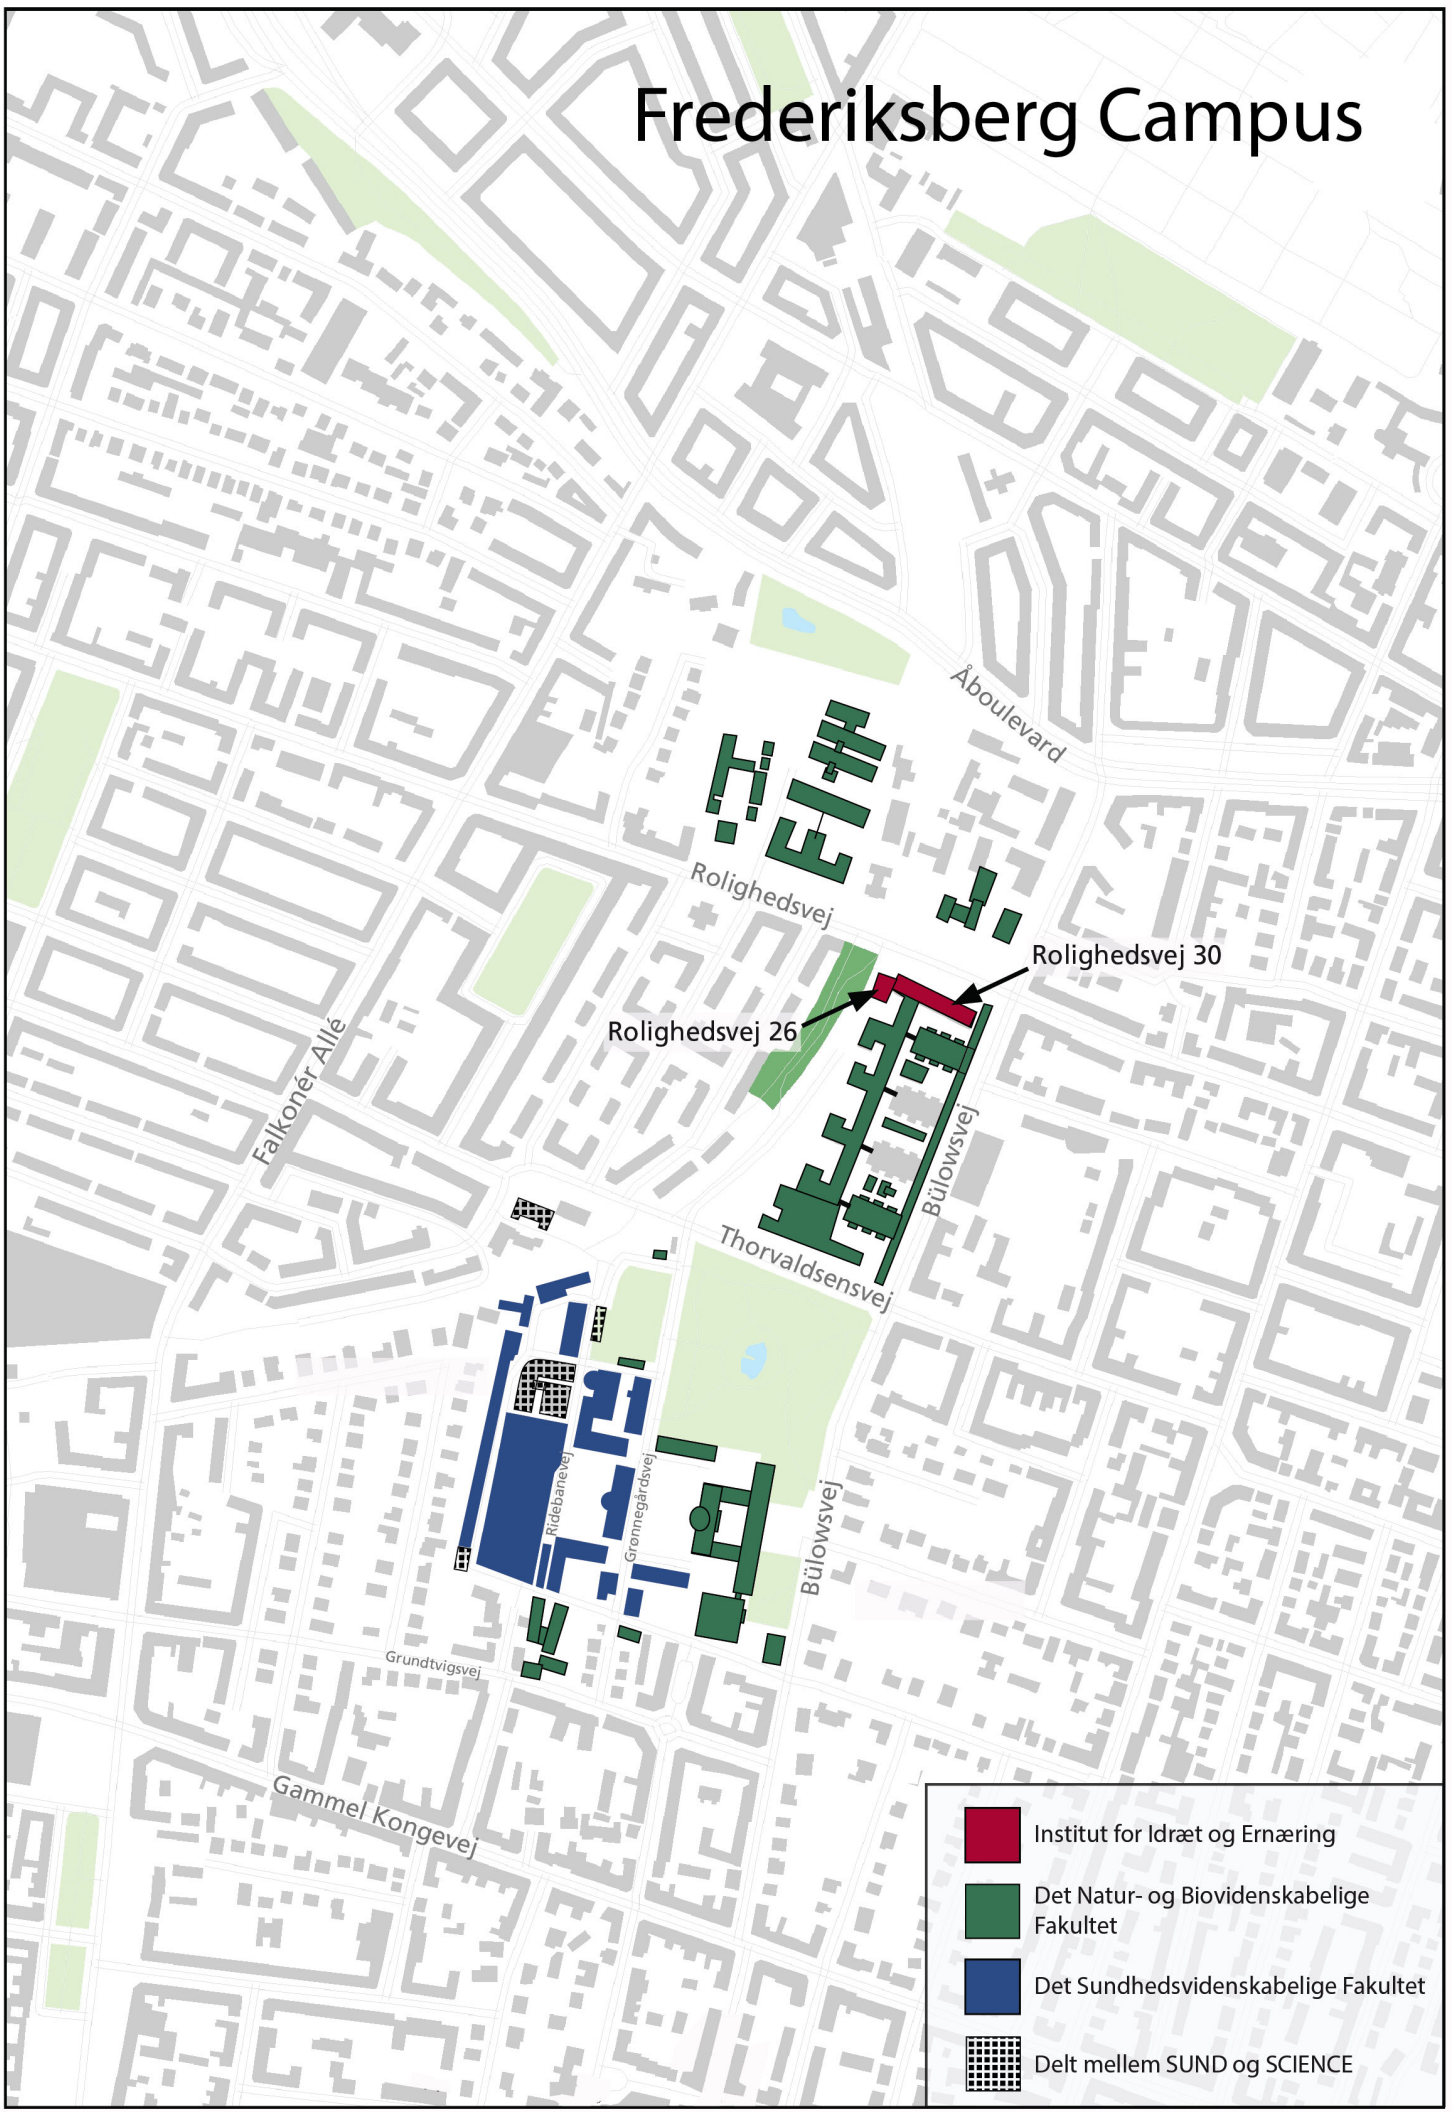 Frederiksberg Campus
Åboulevard
Rolighedsvej
Rolighedsvej 30
Rolighedsvej 26
Falkonér Allé
Bülowsvej
Thorvaldsensvej
Ridebanevej
Grønnegårdsvej
Bülowsvej
Grundtvigsvej
Gammel Kongevej
Institut for Idræt og Ernæring
Det Natur- og Biovidenskabelige
Fakultet
Det Sundhedsvidenskabelige Fakultet
Delt mellem SUND og SCIENCE